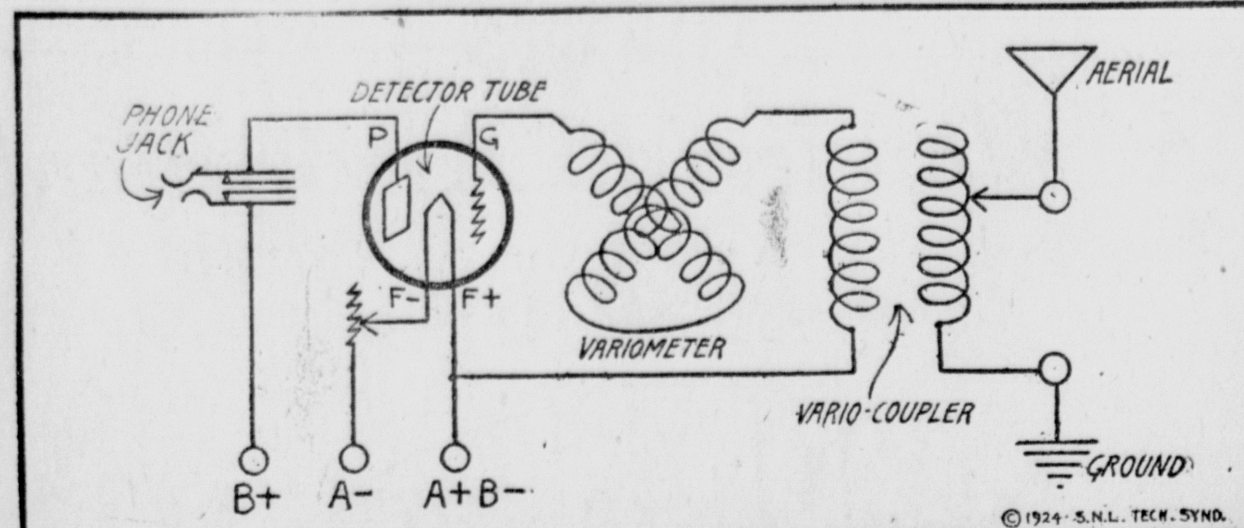 DETECTOR TUBE
AERIAL
PHONE
JACK
P
G
F-
F+
VARIOMETER
VARIO-COUPLER
B+
A-
A+B-
GROUND
© 1924 S.N.L. TECH. SYND.